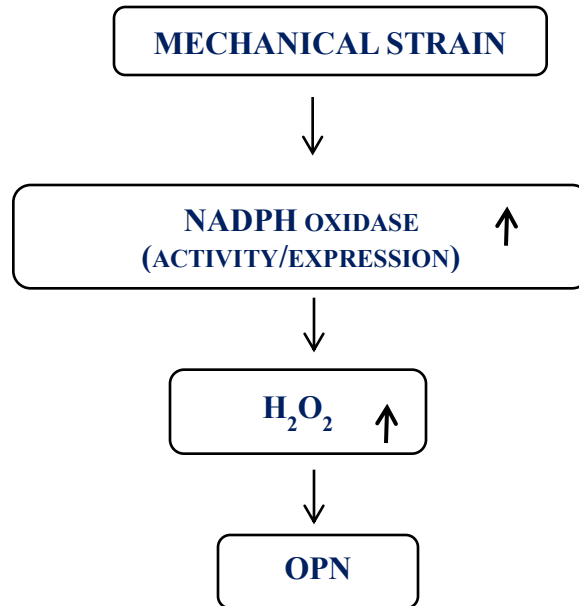 MECHANICAL STRAIN
NADPH OXIDASE
(ACTIVITY/EXPRESSION)
H₂O₂
OPN